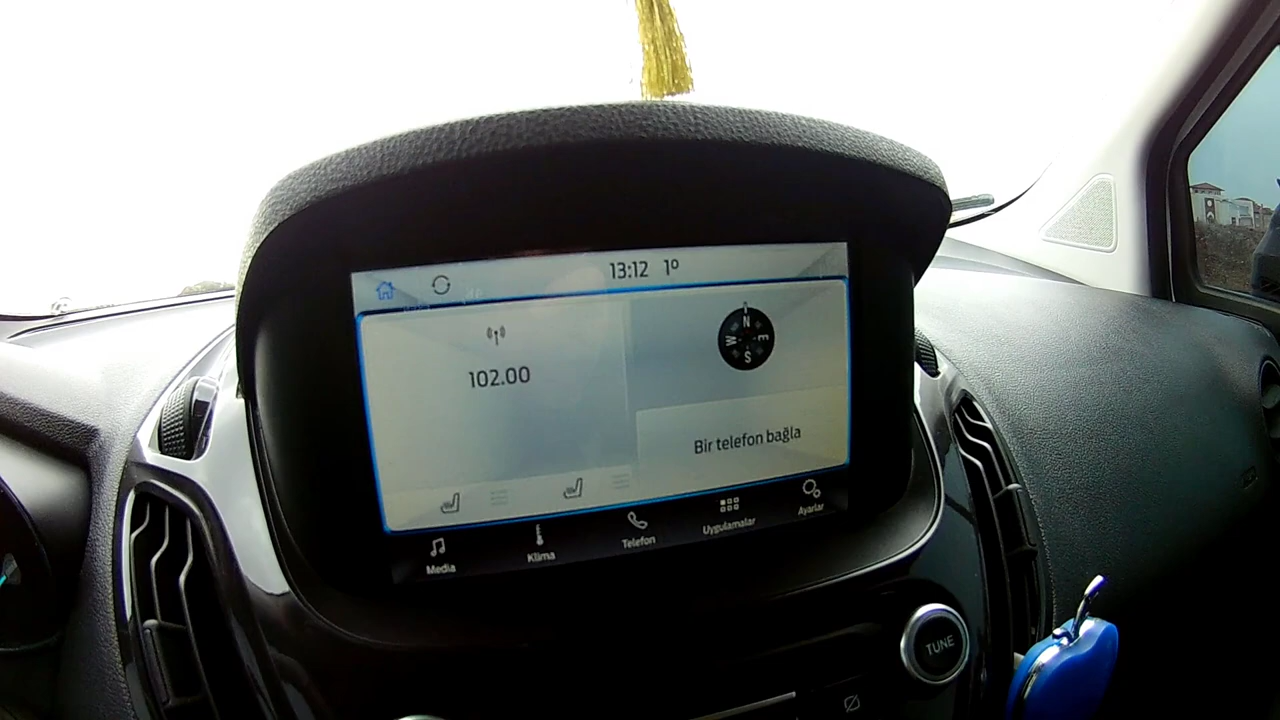 13:12 1°
102.00
N
W E
S
Bir telefon bağla
Media
Klima
Telefon
Uygulamalar
Ayarlar
TUNE